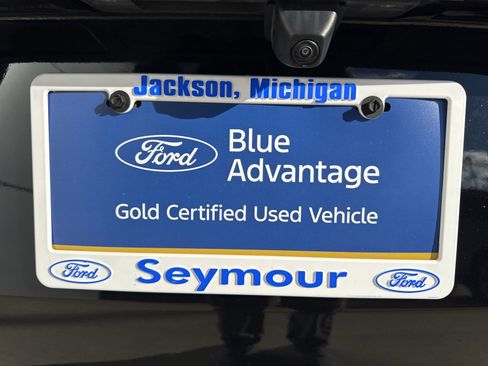 Jackson, Michigan
Ford
Blue
Advantage
Gold Certified Used Vehicle
Ford
Seymour
Ford